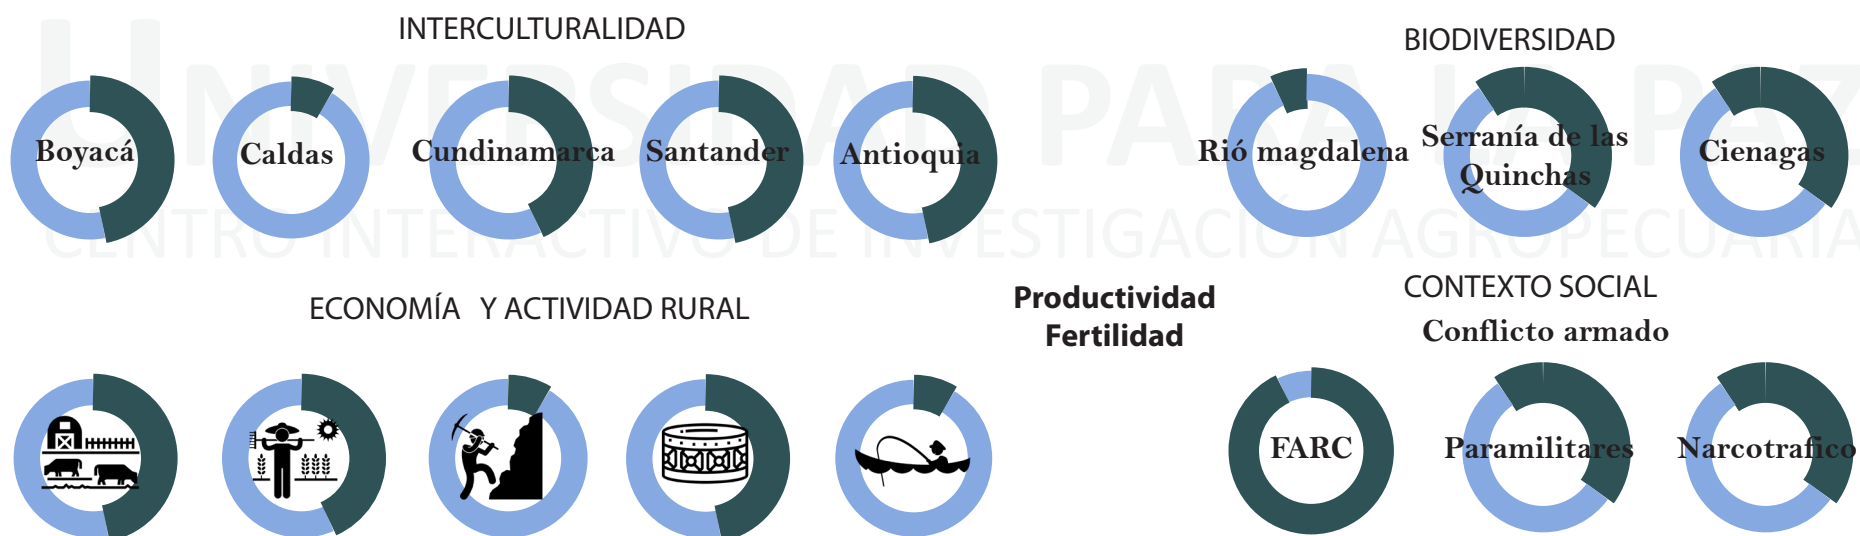 UNIVERSIDAD PARA LA PAZ
CENTRO INTERACTIVO DE INVESTIGACIÓN AGROPECUARIA
INTERCULTURALIDAD
Boyacá
Caldas
Cundinamarca
Santander
Antioquia
BIODIVERSIDAD
Rió magdalena
Serranía de las
Quinchas
Cienagas
ECONOMÍA Y ACTIVIDAD RURAL
Productividad
Fertilidad
CONTEXTO SOCIAL
Conflicto armado
FARC
Paramilitares
Narcotrafico